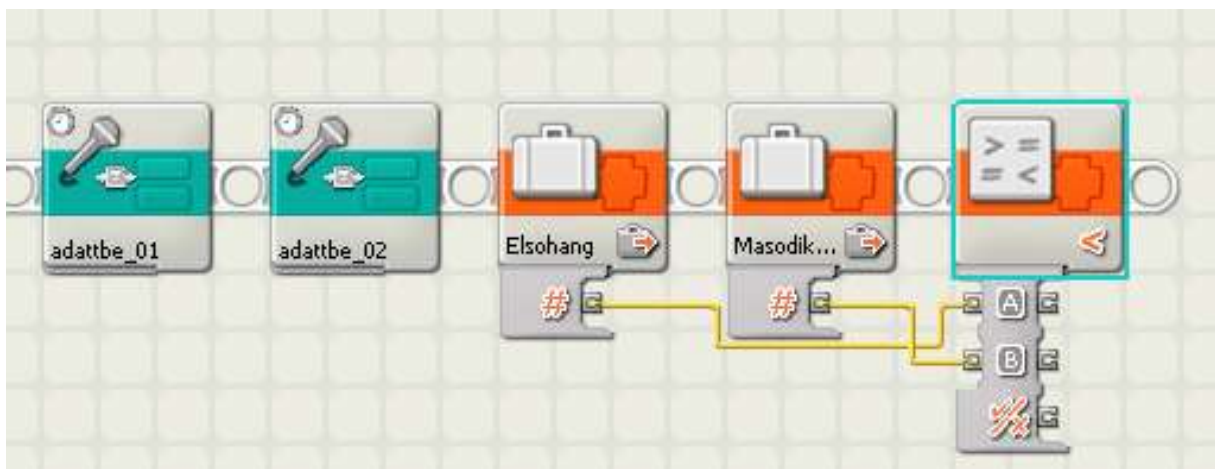 adattbe_01
adattbe_02
Elsohang
Masodik...
> =
= <
<
#
#
A
B